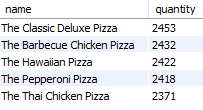 name quantity
The Classic Deluxe Pizza 2453
The Barbecue Chicken Pizza 2432
The Hawaiian Pizza 2422
The Pepperoni Pizza 2418
The Thai Chicken Pizza 2371